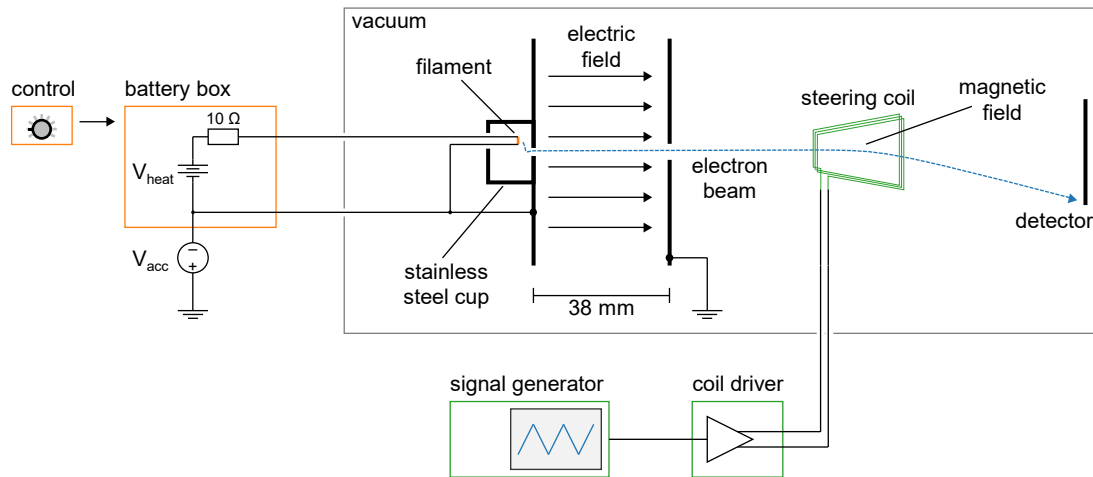 vacuum
electric
field
filament
control
battery box
10 Ω
V_heat
magnetic
field
steering coil
electron
beam
detector
V_acc
−
+
stainless
steel cup
38 mm
signal generator
coil driver